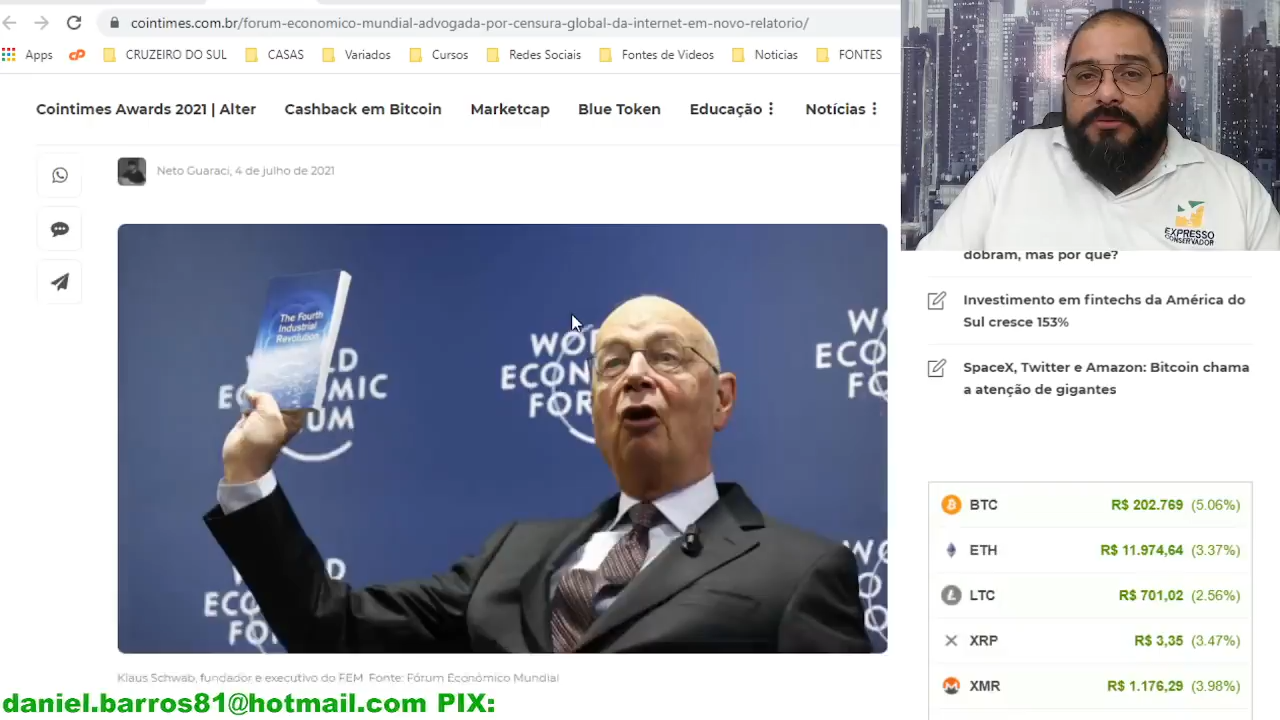 cointimes.com.br/forum-economico-mundial-advogada-por-censura-global-da-internet-em-novo-relatorio/
Apps
CRUZEIRO DO SUL
CASAS
Variados
Cursos
Redes Sociais
Fontes de Videos
Noticias
FONTES
Cointimes Awards 2021 | Alter
Cashback em Bitcoin
Marketcap
Blue Token
Educação
Notícias
Neto Guaraci, 4 de julho de 2021
The Fourth
Industrial
Revolution
WORLD
ECONOMIC
FORUM
EXPRESSO
CONSERVADOR
dobram, mas por que?
Investimento em fintechs da América do
Sul cresce 153%
SpaceX, Twitter e Amazon: Bitcoin chama
a atenção de gigantes
BTC R$ 202.769 (5.06%)
ETH R$ 11.974,64 (3.37%)
LTC R$ 701,02 (2.56%)
XRP R$ 3,35 (3.47%)
XMR R$ 1.176,29 (3.98%)
Klaus Schwab, fundador e executivo do FEM. Fonte: Fórum Econômico Mundial
daniel.barros81@hotmail.com PIX: